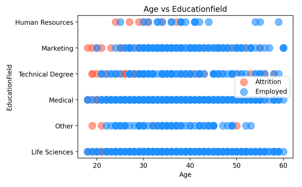 Age vs Educationfield
Human Resources
Marketing
Technical Degree
Medical
Other
Life Sciences
EducationField
Attrition
Employed
20
30
40
50
60
Age